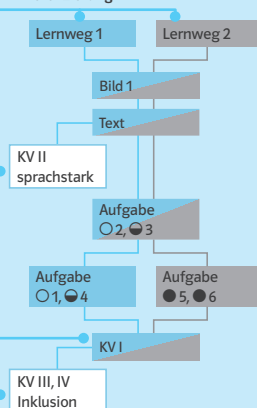 Lernweg 1
Lernweg 2
Bild 1
Text
KV II
sprachstark
Aufgabe
○ 2, ◒ 3
Aufgabe
○ 1, ◒ 4
Aufgabe
● 5, ● 6
KV I
KV III, IV
Inklusion